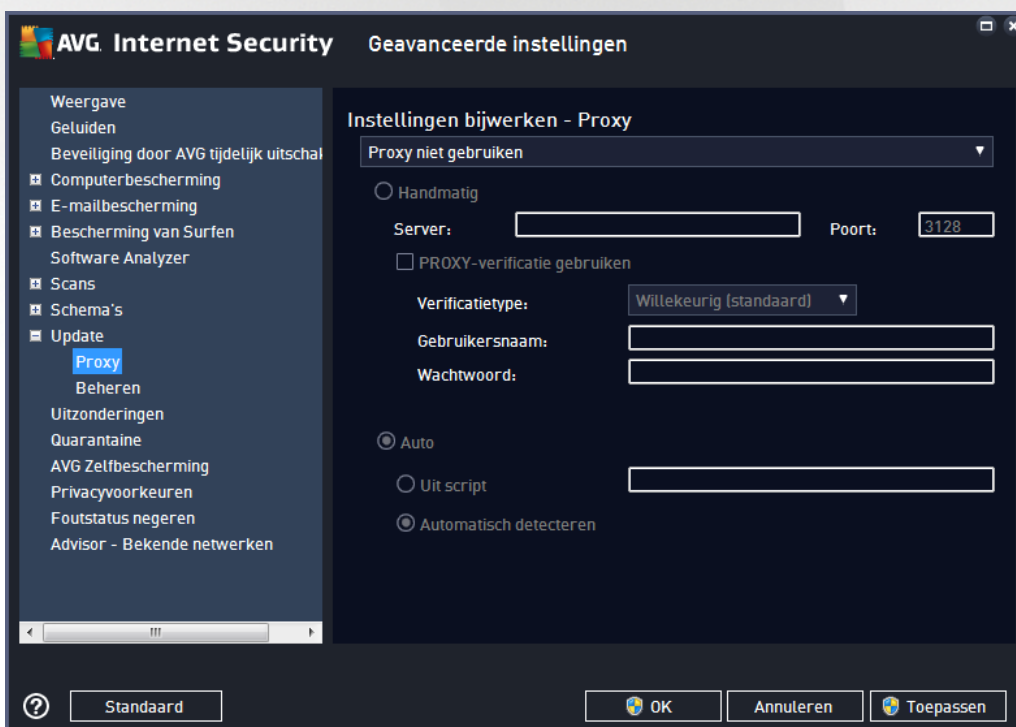 AVG. Internet Security Geavanceerde instellingen
Weergave
Geluiden
Beveiliging door AVG tijdelijk uitschak
Computerbescherming
E-mailbescherming
Bescherming van Surfen
Software Analyzer
Scans
Schema's
Update
Proxy
Beheren
Uitzonderingen
Quarantaine
AVG Zelfbescherming
Privacyvoorkeuren
Foutstatus negeren
Advisor - Bekende netwerken
Instellingen bijwerken - Proxy
Proxy niet gebruiken
Handmatig
Server: Poort: 3128
PROXY-verificatie gebruiken
Verificatietype: Willekeurig (standaard)
Gebruikersnaam:
Wachtwoord:
Auto
Uit script
Automatisch detecteren
? Standaard OK Annuleren Toepassen